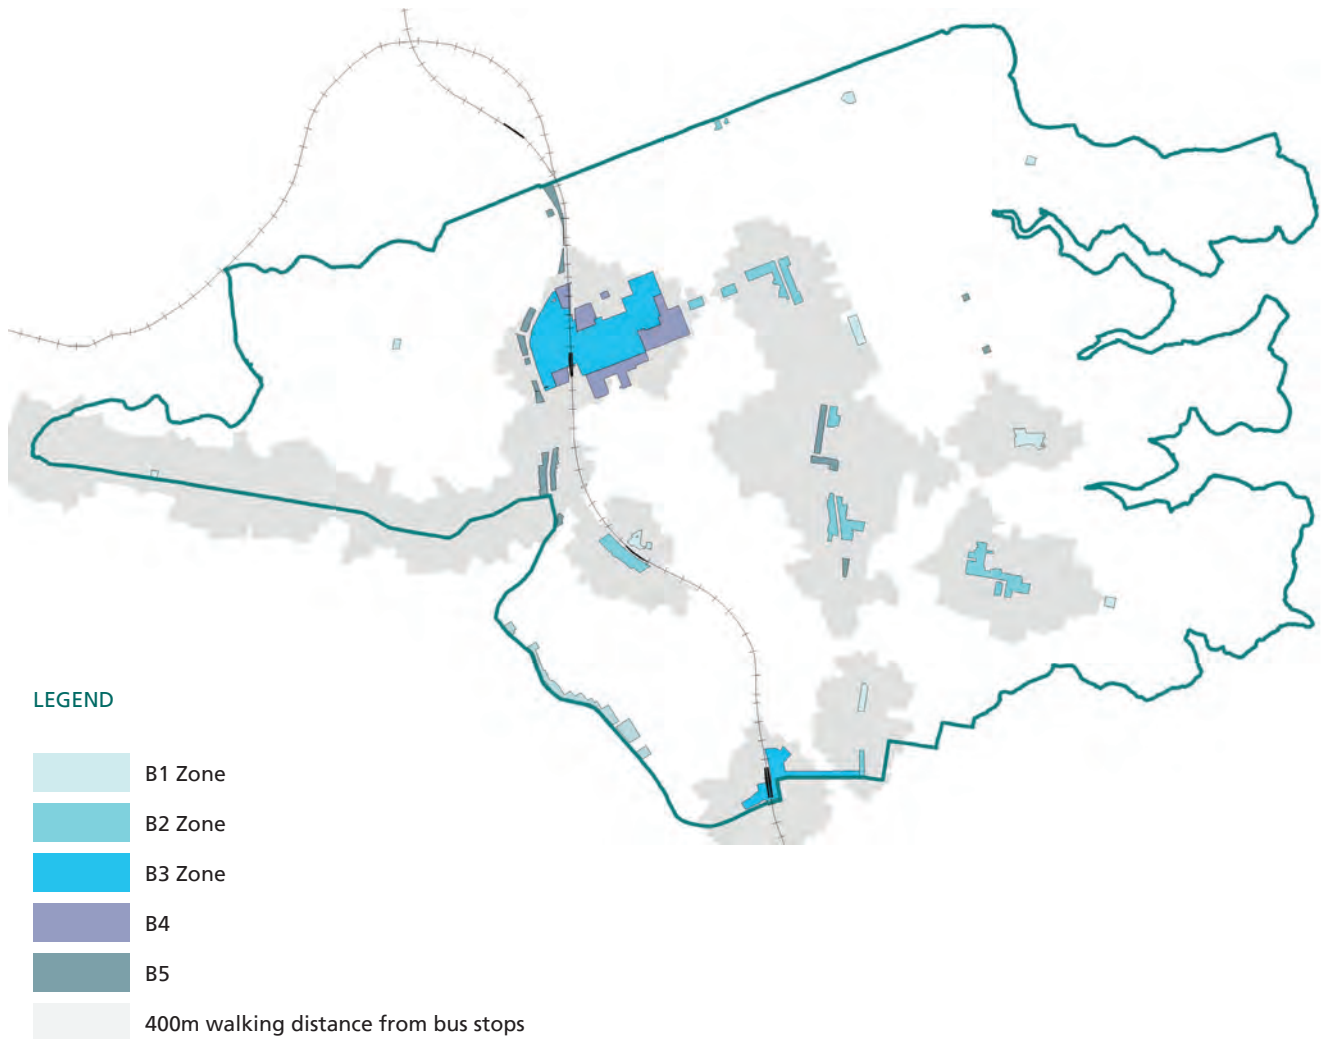 LEGEND
B1 Zone
B2 Zone
B3 Zone
B4
B5
400m walking distance from bus stops